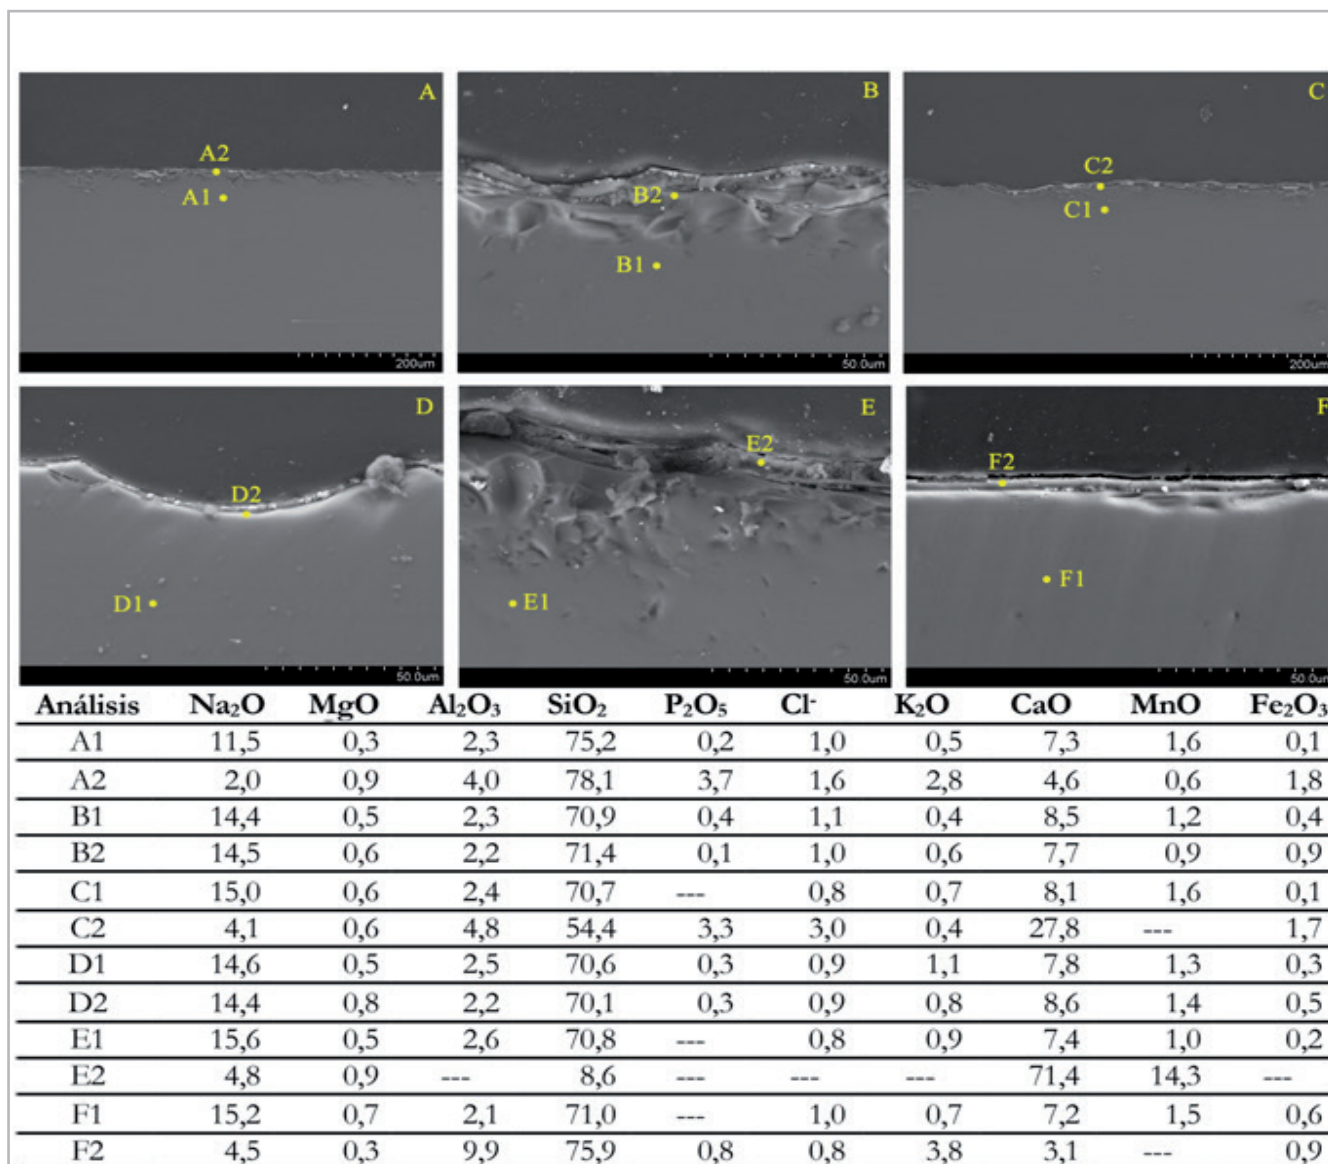 A B C
A2
A1
B2
B1
C2
C1
200um 50.0um 200um
D E F
D2
D1
E2
E1
F2
F1
50.0um 50.0um 50.0um
Análisis Na₂O MgO Al₂O₃ SiO₂ P₂O₅ Cl⁻ K₂O CaO MnO Fe₂O₃
A1 11,5 0,3 2,3 75,2 0,2 1,0 0,5 7,3 1,6 0,1
A2 2,0 0,9 4,0 78,1 3,7 1,6 2,8 4,6 0,6 1,8
B1 14,4 0,5 2,3 70,9 0,4 1,1 0,4 8,5 1,2 0,4
B2 14,5 0,6 2,2 71,4 0,1 1,0 0,6 7,7 0,9 0,9
C1 15,0 0,6 2,4 70,7 --- 0,8 0,7 8,1 1,6 0,1
C2 4,1 0,6 4,8 54,4 3,3 3,0 0,4 27,8 --- 1,7
D1 14,6 0,5 2,5 70,6 0,3 0,9 1,1 7,8 1,3 0,3
D2 14,4 0,8 2,2 70,1 0,3 0,9 0,8 8,6 1,4 0,5
E1 15,6 0,5 2,6 70,8 --- 0,8 0,9 7,4 1,0 0,2
E2 4,8 0,9 --- 8,6 --- --- --- 71,4 14,3 ---
F1 15,2 0,7 2,1 71,0 --- 1,0 0,7 7,2 1,5 0,6
F2 4,5 0,3 9,9 75,9 0,8 0,8 3,8 3,1 --- 0,9